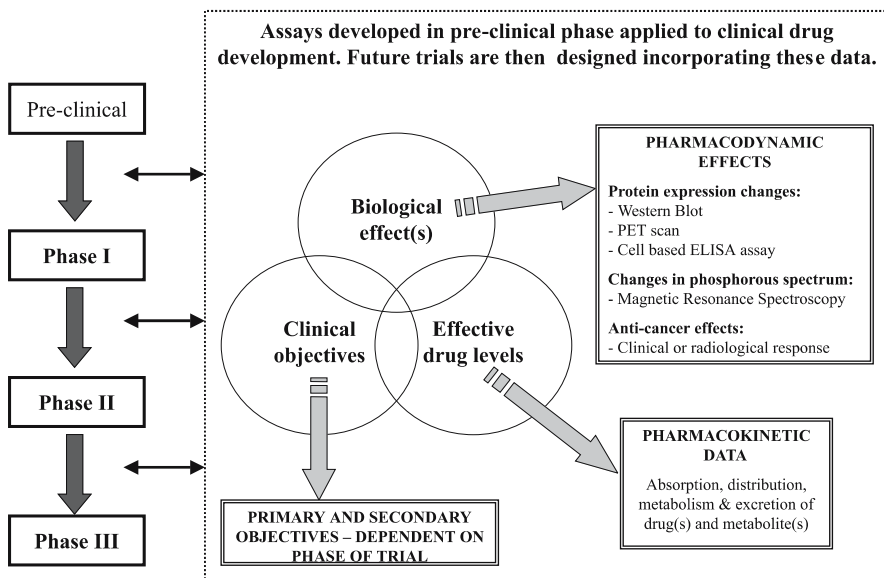 Assays developed in pre-clinical phase applied to clinical drug
development. Future trials are then designed incorporating these data.
Pre-clinical
Phase I
Phase II
Phase III
Biological
effect(s)
Clinical
objectives
Effective
drug levels
PHARMACODYNAMIC
EFFECTS
Protein expression changes:
- Western Blot
- PET scan
- Cell based ELISA assay
Changes in phosphorous spectrum:
- Magnetic Resonance Spectroscopy
Anti-cancer effects:
- Clinical or radiological response
PHARMACOKINETIC
DATA
Absorption, distribution,
metabolism & excretion of
drug(s) and metabolite(s)
PRIMARY AND SECONDARY
OBJECTIVES – DEPENDENT ON
PHASE OF TRIAL